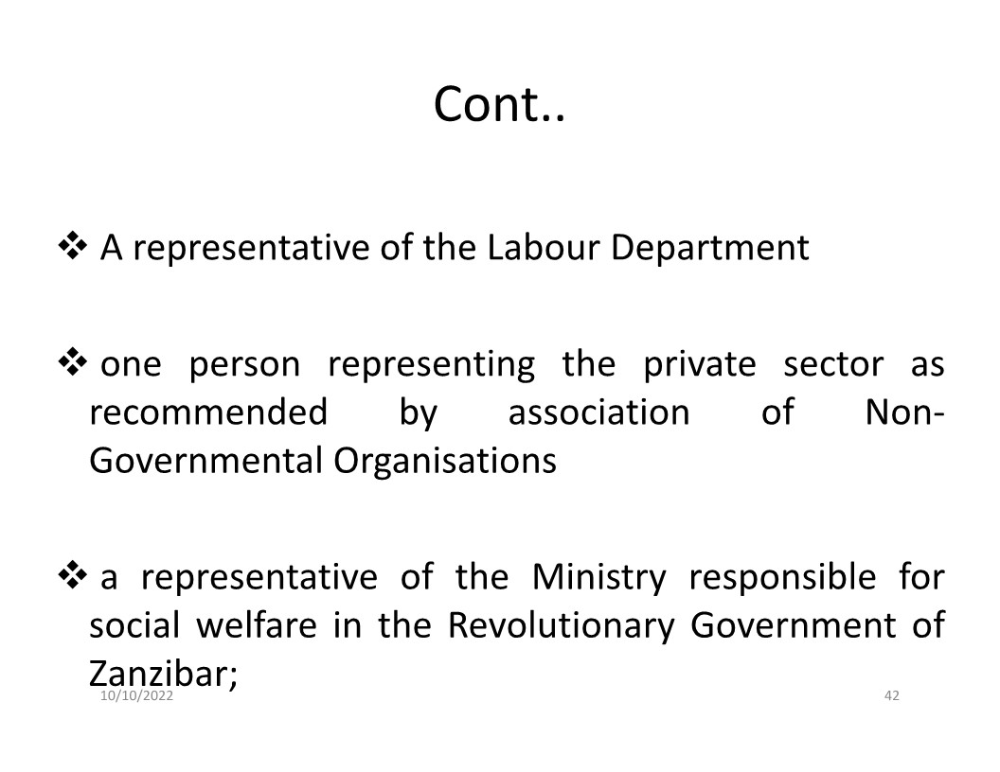 Cont..
❖ A representative of the Labour Department
❖ one person representing the private sector as
recommended by association of Non-
Governmental Organisations
❖ a representative of the Ministry responsible for
social welfare in the Revolutionary Government of
Zanzibar;
10/10/2022 42